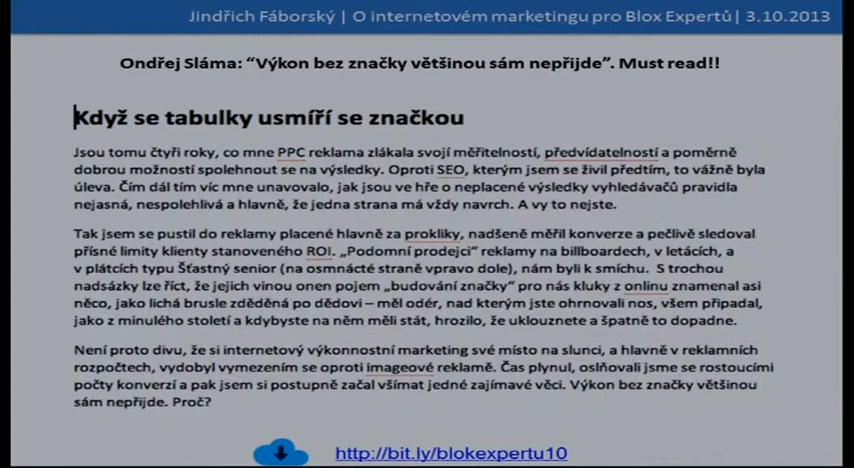 Jindřich Fáborský| O internetovém marketingu pro Blox Expertů| 3.10.2013
Ondřej Sláma: “Výkon bez značky většinou sám nepřijde”. Must read!!
Když se tabulky usmíří se značkou
Jsou tomu čtyři roky, co mne PPC reklama zlákala svojí měřitelností, předvídatelností a poměrně
dobrou možností spolehnout se na výsledky. Oproti SEO, kterým jsem se živil předtím, to vážně byla
úleva. Čím dál tím víc mne unavovalo, jak jsou ve hře o neplacené výsledky vyhledávačů pravidla
nejasná, nespolehlivá a hlavně, že jedna strana má vždy navrch. A vy to nejste.
Tak jsem se pustil do reklamy placené hlavně za prokliky, nadšeně měřil konverze a pečlivě sledoval
přísné limity klienty stanoveného ROI. „Podomní prodejci“ reklamy na billboardech, v letácích, a
v plátcích typu Šťastný senior (na osmnácté straně vpravo dole), nám byli k smíchu. S trochou
nadsázky lze říct, že jejich vinou onen pojem „budování značky“ pro nás kluky z onlinu znamenal asi
něco, jako lichá brusle zděděná po dědovi – měl odér, nad kterým jste ohrnovali nos, všem připadal,
jako z minulého století a kdybyste na něm měli stát, hrozilo, že uklouznete a špatně to dopadne.
Není proto divu, že si internetový výkonnostní marketing své místo na slunci, a hlavně v reklamních
rozpočtech, vydobyl vymezením se oproti imageové reklamě. Čas plynul, oslňovali jsme se rostoucími
počty konverzí a pak jsem si postupně začal všímat jedné zajímavé věci. Výkon bez značky většinou
sám nepřijde. Proč?
http://bit.ly/blokexpertu10